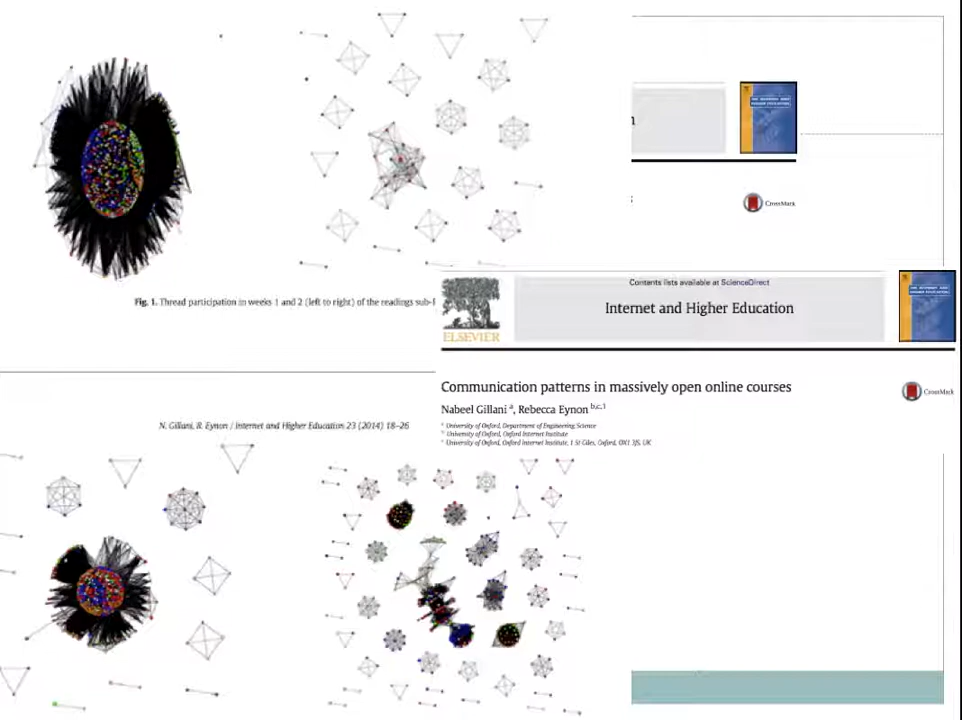 n
CrossMark
Fig. 1. Thread participation in weeks 1 and 2 (left to right) of the readings sub-f
Contents lists available at ScienceDirect
Internet and Higher Education
ELSEVIER
Communication patterns in massively open online courses
CrossMark
Nabeel Gillani a, Rebecca Eynon b,c,1
a University of Oxford, Department of Engineering Science
b University of Oxford, Oxford Internet Institute
c University of Oxford, Oxford Internet Institute, 1 St Giles, Oxford, OX1 3JS, UK
N. Gillani, R. Eynon / Internet and Higher Education 23 (2014) 18–26